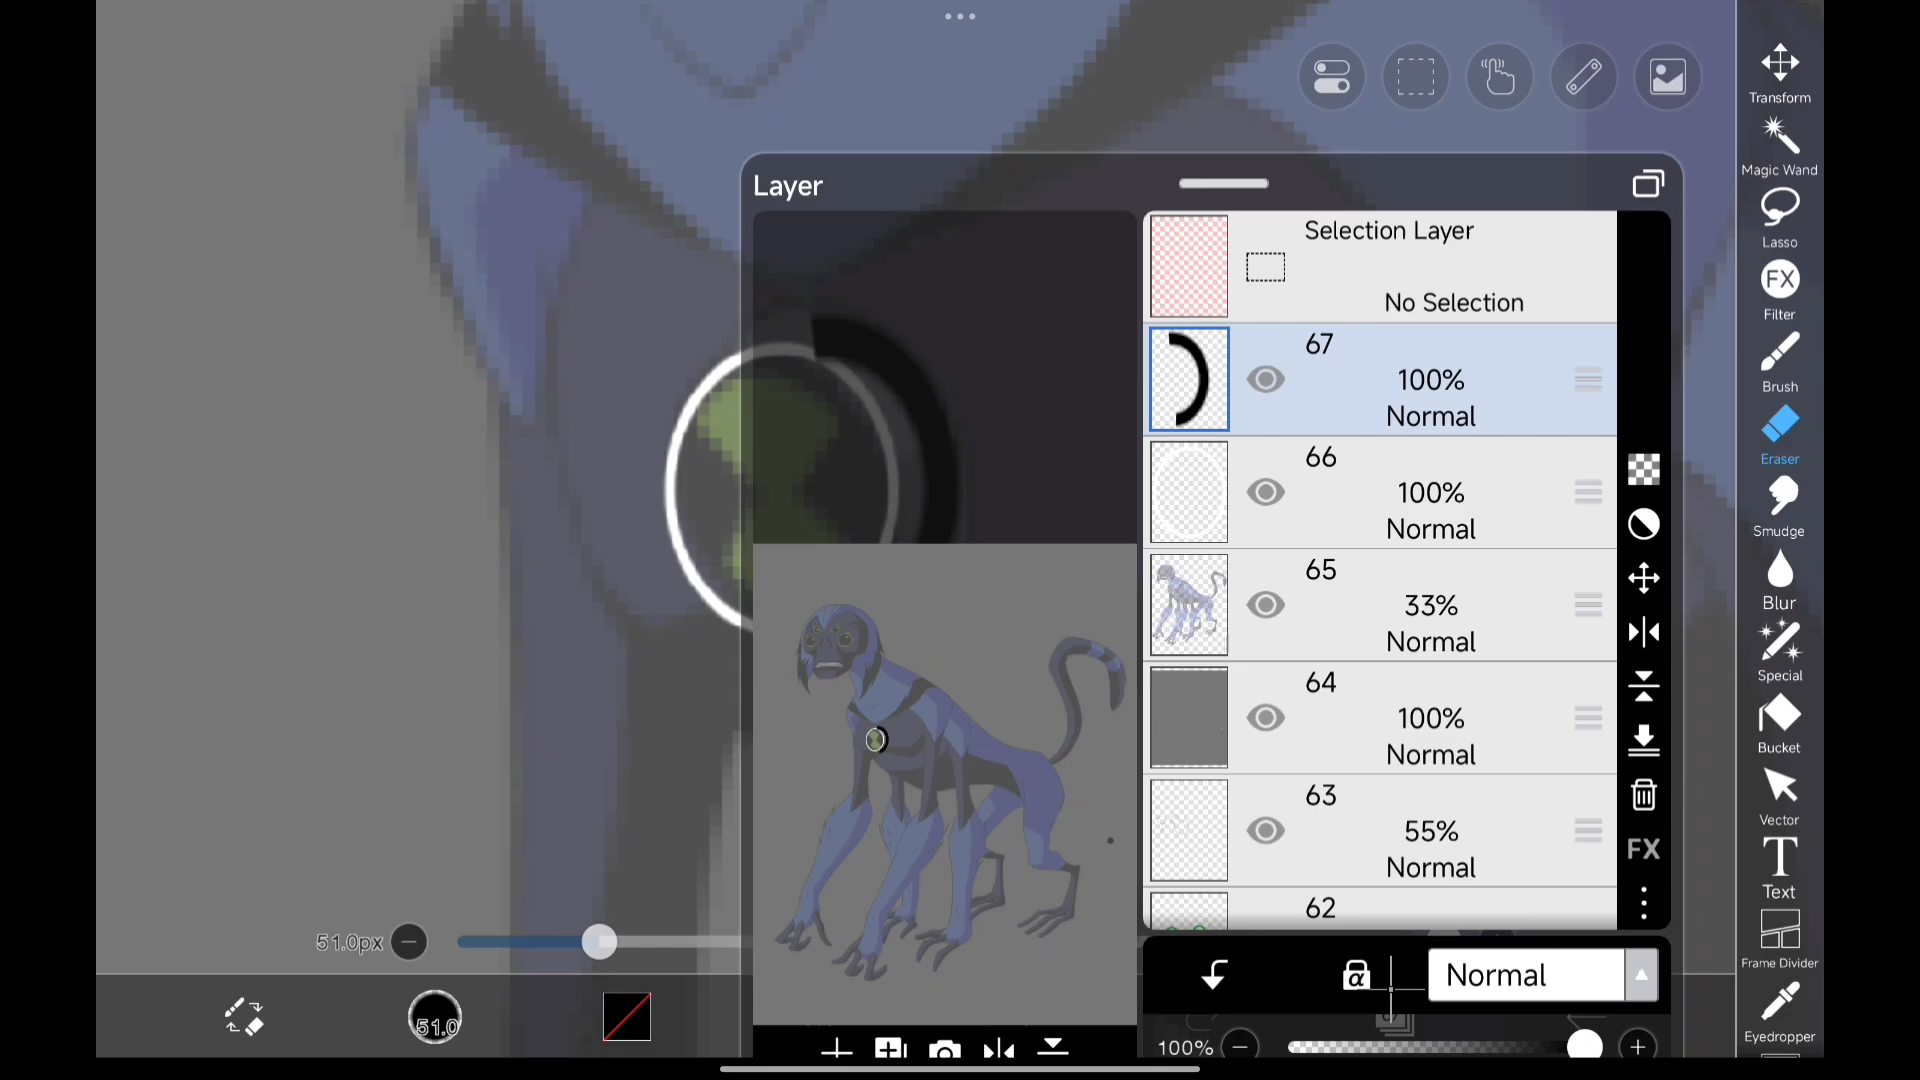 Layer
Selection Layer
No Selection
67
100%
Normal
66
100%
Normal
65
33%
Normal
64
100%
Normal
63
55%
Normal
62
FX
α
Normal
100%
51.0px
51.0
Transform
Magic Wand
Lasso
FX
Filter
Brush
Eraser
Smudge
Blur
Special
Bucket
Vector
T
Text
Frame Divider
Eyedropper